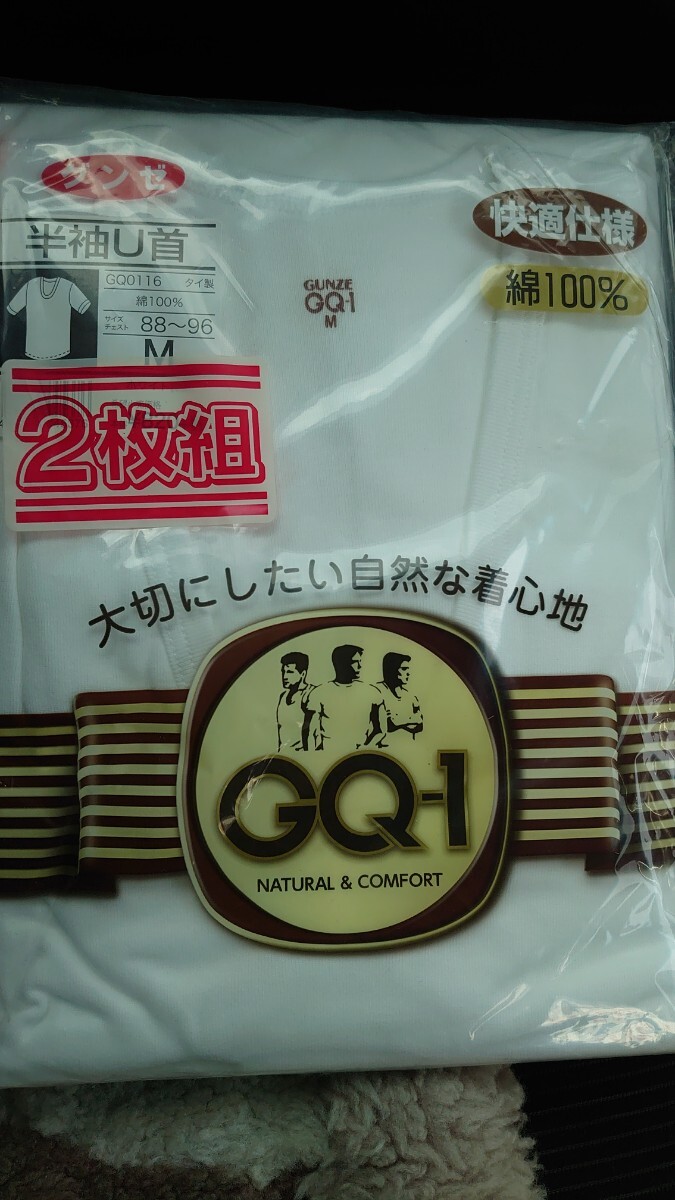 グンゼ
半袖U首
GQ0116 タイ製
綿100%
サイズ
チェスト 88～96
M
2枚組
快適仕様
綿100%
GUNZE
GQ-1
M
大切にしたい自然な着心地
GQ-1
NATURAL & COMFORT